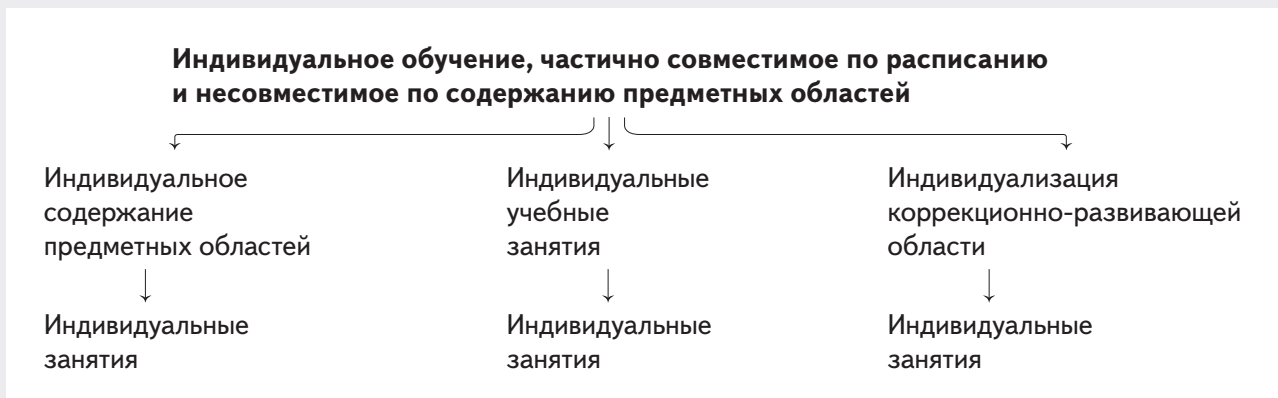 Индивидуальное обучение, частично совместимое по расписанию
и несовместимое по содержанию предметных областей
Индивидуальное
содержание
предметных областей
Индивидуальные
занятия
Индивидуальные
учебные
занятия
Индивидуальные
занятия
Индивидуализация
коррекционно-развивающей
области
Индивидуальные
занятия